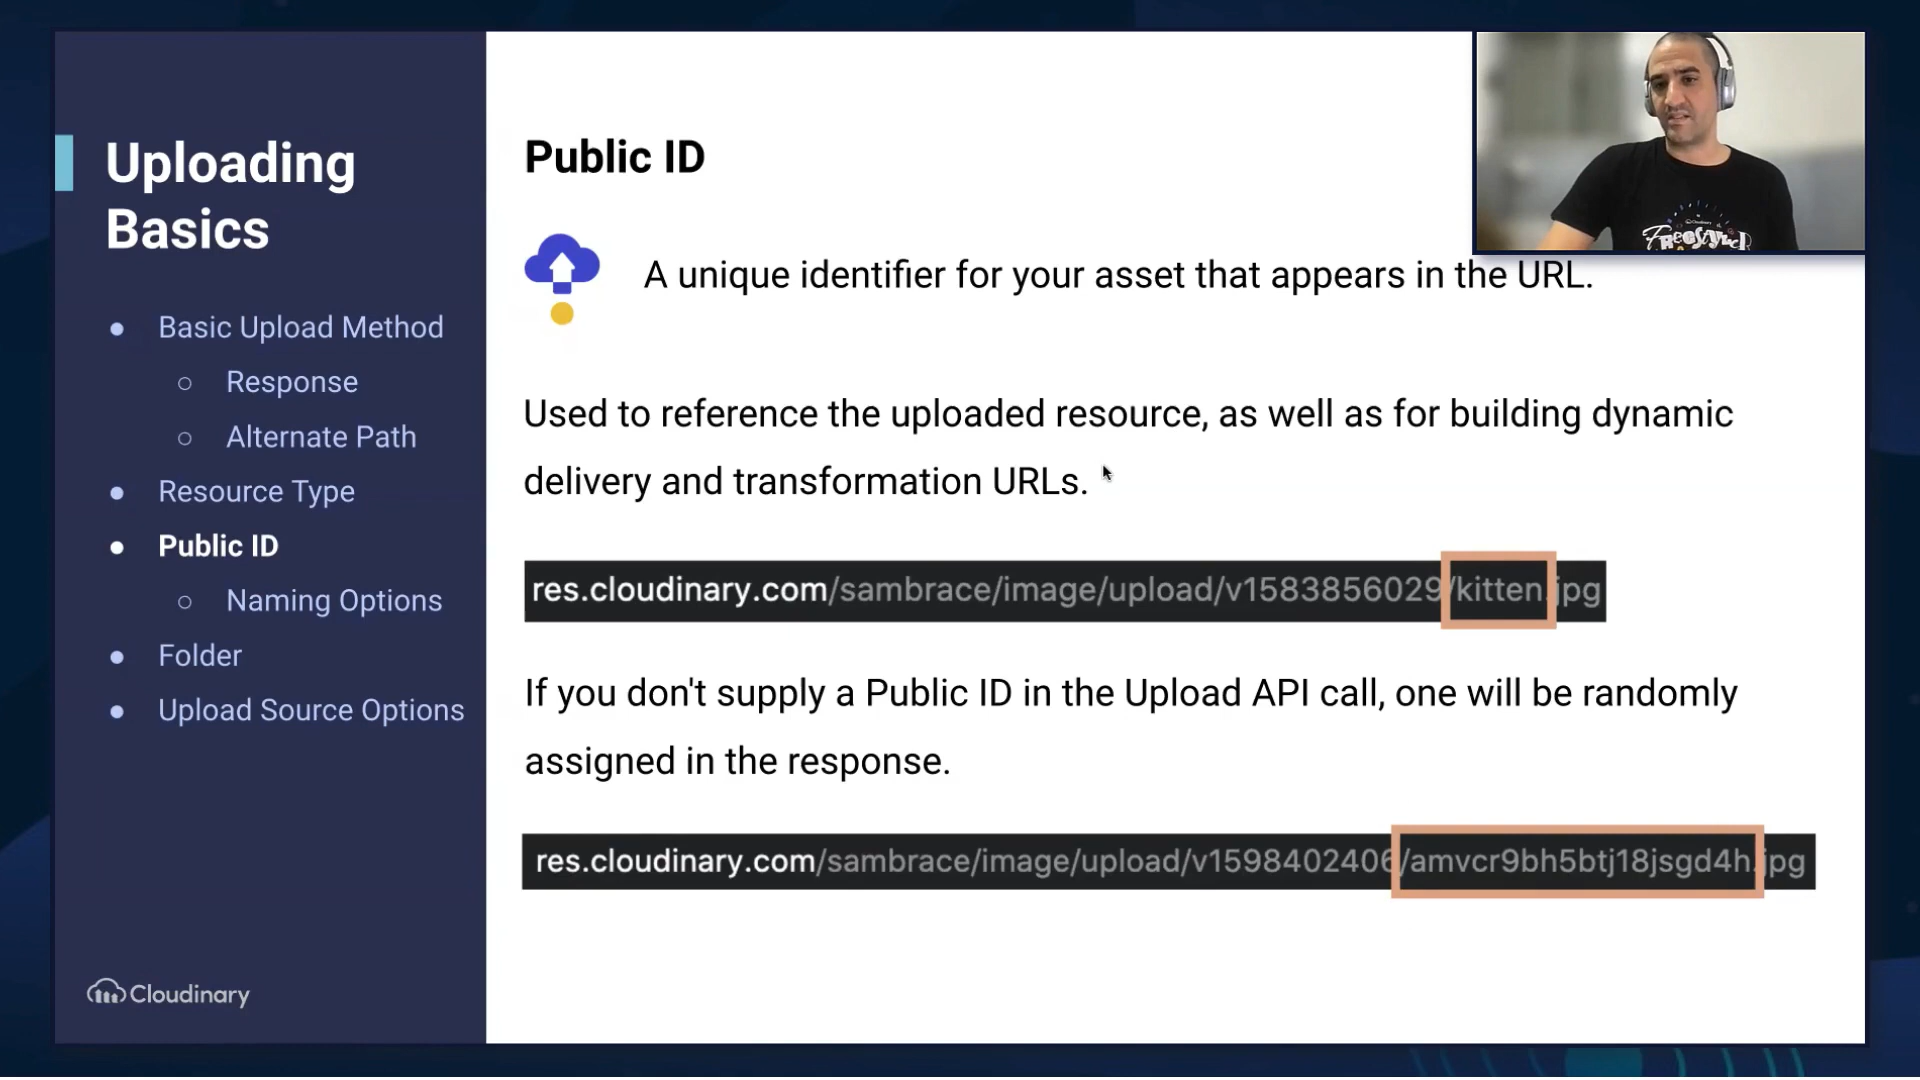 Uploading
Basics
● Basic Upload Method
○ Response
○ Alternate Path
● Resource Type
● Public ID
○ Naming Options
● Folder
● Upload Source Options
Cloudinary
Public ID
A unique identifier for your asset that appears in the URL.
Used to reference the uploaded resource, as well as for building dynamic
delivery and transformation URLs.
res.cloudinary.com/sambrace/image/upload/v1583856029/kitten.jpg
If you don't supply a Public ID in the Upload API call, one will be randomly
assigned in the response.
res.cloudinary.com/sambrace/image/upload/v1598402406/amvcr9bh5btj18jsgd4h.jpg
Cloudinary